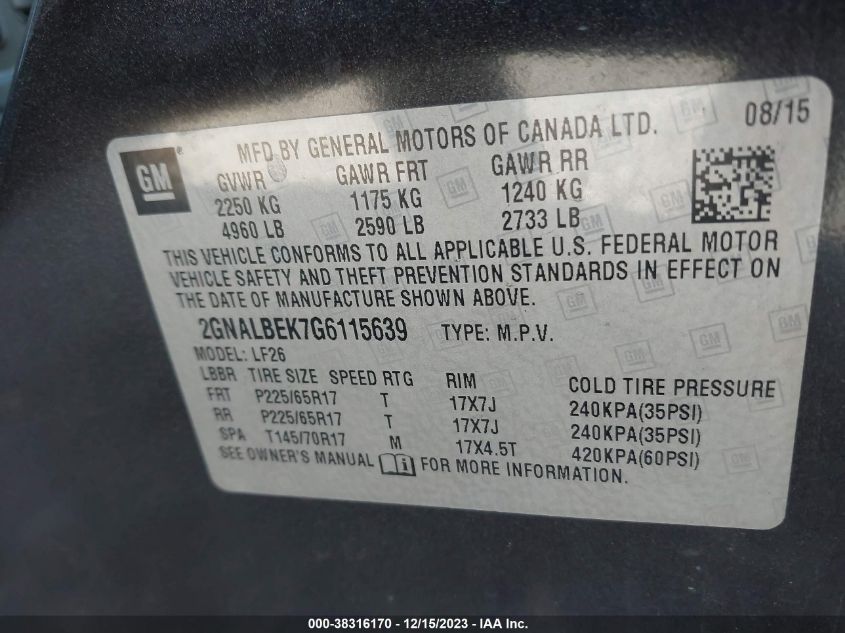 08/15
MFD BY GENERAL MOTORS OF CANADA LTD.
GM
GVWR GAWR FRT GAWR RR
2250 KG 1175 KG 1240 KG
4960 LB 2590 LB 2733 LB
THIS VEHICLE CONFORMS TO ALL APPLICABLE U.S. FEDERAL MOTOR
VEHICLE SAFETY AND THEFT PREVENTION STANDARDS IN EFFECT ON
THE DATE OF MANUFACTURE SHOWN ABOVE.
2GNALBEK7G6115639 TYPE: M.P.V.
MODEL: LF26
LBBR TIRE SIZE SPEED RTG RIM COLD TIRE PRESSURE
FRT P225/65R17 T 17X7J 240KPA(35PSI)
RR P225/65R17 T 17X7J 240KPA(35PSI)
SPA T145/70R17 M 17X4.5T 420KPA(60PSI)
SEE OWNER'S MANUAL FOR MORE INFORMATION.
000-38316170 - 12/15/2023 - IAA Inc.